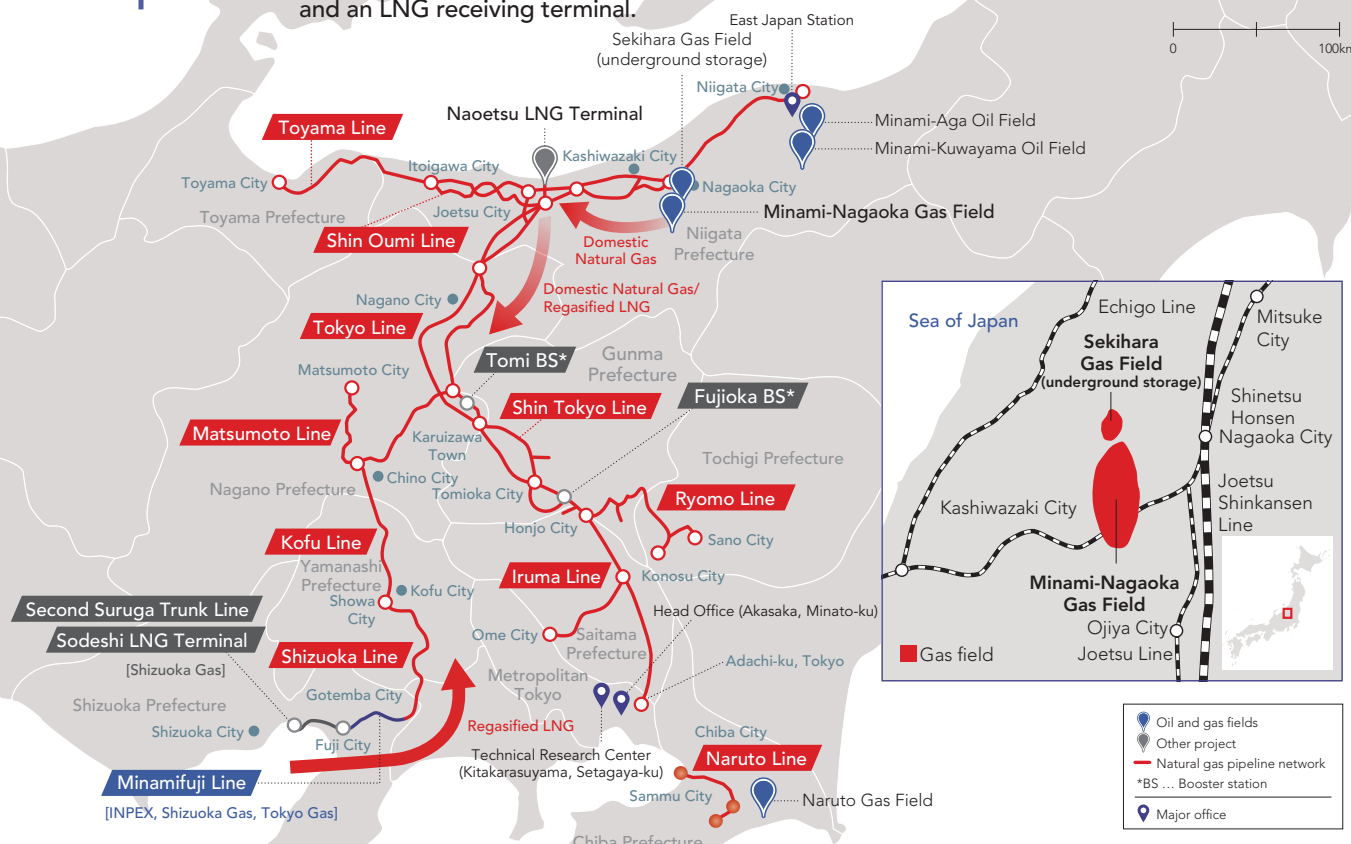 and an LNG receiving terminal.
East Japan Station
Sekihara Gas Field
(underground storage)
0
100km
Niigata City
Naoetsu LNG Terminal
Toyama Line
Minami-Aga Oil Field
Minami-Kuwayama Oil Field
Itoigawa City
Kashiwazaki City
Toyama City
Nagaoka City
Toyama Prefecture
Joetsu City
Minami-Nagaoka Gas Field
Shin Oumi Line
Domestic
Natural Gas
Niigata
Prefecture
Nagano City
Domestic Natural Gas/
Regasified LNG
Tokyo Line
Tomi BS*
Gunma
Prefecture
Matsumoto City
Fujioka BS*
Shin Tokyo Line
Matsumoto Line
Karuizawa
Town
Tochigi Prefecture
Chino City
Nagano Prefecture
Tomioka City
Ryomo Line
Honjo City
Sano City
Kofu Line
Yamanashi
Prefecture
Iruma Line
Konosu City
Kofu City
Showa
City
Second Suruga Trunk Line
Head Office (Akasaka, Minato-ku)
Sodeshi LNG Terminal
Ome City
Saitama
Prefecture
[Shizuoka Gas]
Shizuoka Line
Adachi-ku, Tokyo
Metropolitan
Tokyo
Gotemba City
Shizuoka Prefecture
Regasified LNG
Shizuoka City
Fuji City
Chiba City
Technical Research Center
(Kitakarasuyama, Setagaya-ku)
Naruto Line
Minamifuji Line
Sammu City
Naruto Gas Field
[INPEX, Shizuoka Gas, Tokyo Gas]
Chiba Prefecture
Echigo Line
Sea of Japan
Mitsuke
City
Sekihara
Gas Field
(underground storage)
Shinetsu
Honsen
Nagaoka City
Joetsu
Shinkansen
Line
Kashiwazaki City
Minami-Nagaoka
Gas Field
Ojiya City
Joetsu Line
Gas field
Oil and gas fields
Other project
Natural gas pipeline network
*BS … Booster station
Major office